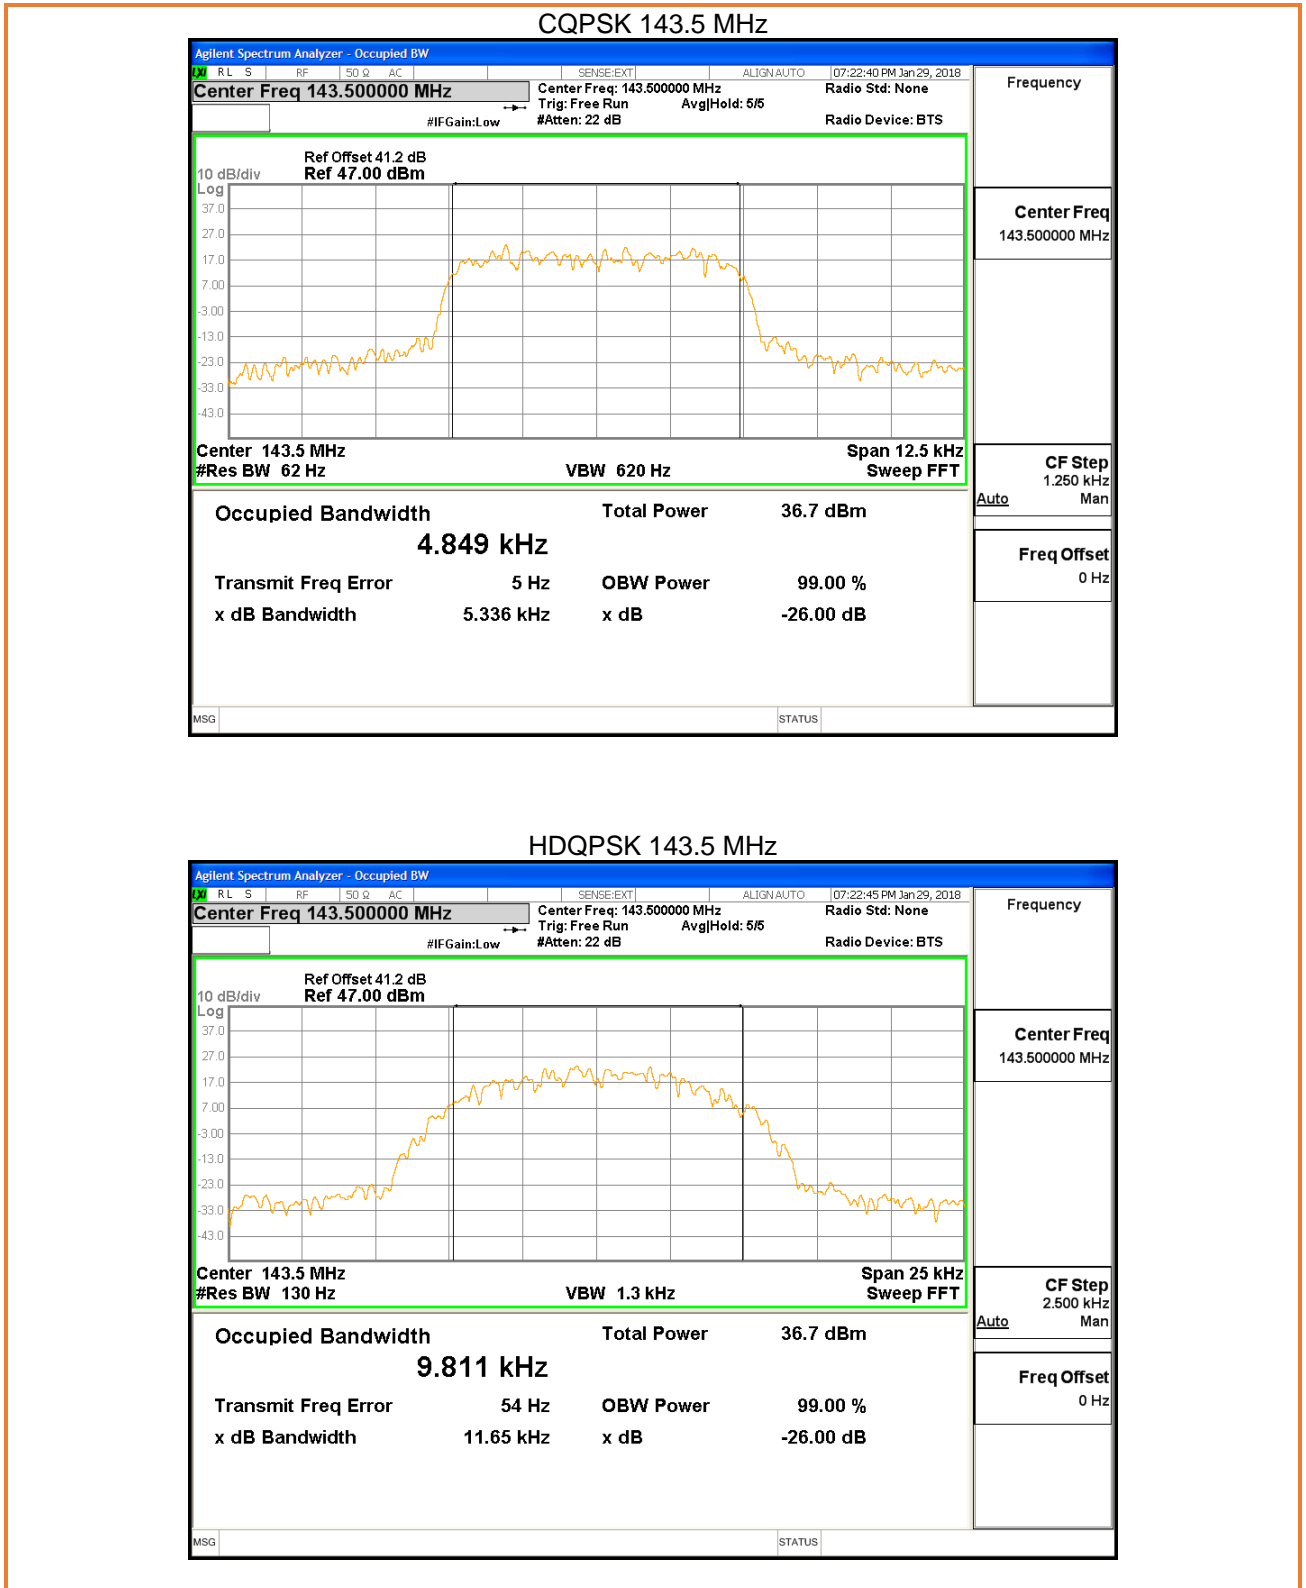 CQPSK 143.5 MHz
Agilent Spectrum Analyzer - Occupied BW
LXI RL S RF 50 Ω AC SENSE:EXT ALIGN AUTO 07:22:40 PM Jan 29, 2018
Center Freq 143.500000 MHz
Center Freq: 143.500000 MHz
Radio Std: None
Trig: Free Run Avg|Hold: 5/5
#IFGain:Low
#Atten: 22 dB
Radio Device: BTS
Frequency
Ref Offset 41.2 dB
10 dB/div Ref 47.00 dBm
Log
37.0
27.0
17.0
7.00
-3.00
-13.0
-23.0
-33.0
-43.0
Center Freq
143.500000 MHz
Center 143.5 MHz Span 12.5 kHz
#Res BW 62 Hz VBW 620 Hz Sweep FFT
CF Step
1.250 kHz
Auto Man
Occupied Bandwidth Total Power 36.7 dBm
4.849 kHz
Freq Offset
0 Hz
Transmit Freq Error 5 Hz OBW Power 99.00 %
x dB Bandwidth 5.336 kHz x dB -26.00 dB
MSG STATUS
HDQPSK 143.5 MHz
Agilent Spectrum Analyzer - Occupied BW
LXI RL S RF 50 Ω AC SENSE:EXT ALIGN AUTO 07:22:45 PM Jan 29, 2018
Center Freq 143.500000 MHz
Center Freq: 143.500000 MHz
Radio Std: None
Trig: Free Run Avg|Hold: 5/5
#IFGain:Low
#Atten: 22 dB
Radio Device: BTS
Frequency
Ref Offset 41.2 dB
10 dB/div Ref 47.00 dBm
Log
37.0
27.0
17.0
7.00
-3.00
-13.0
-23.0
-33.0
-43.0
Center Freq
143.500000 MHz
Center 143.5 MHz Span 25 kHz
#Res BW 130 Hz VBW 1.3 kHz Sweep FFT
CF Step
2.500 kHz
Auto Man
Occupied Bandwidth Total Power 36.7 dBm
9.811 kHz
Freq Offset
0 Hz
Transmit Freq Error 54 Hz OBW Power 99.00 %
x dB Bandwidth 11.65 kHz x dB -26.00 dB
MSG STATUS